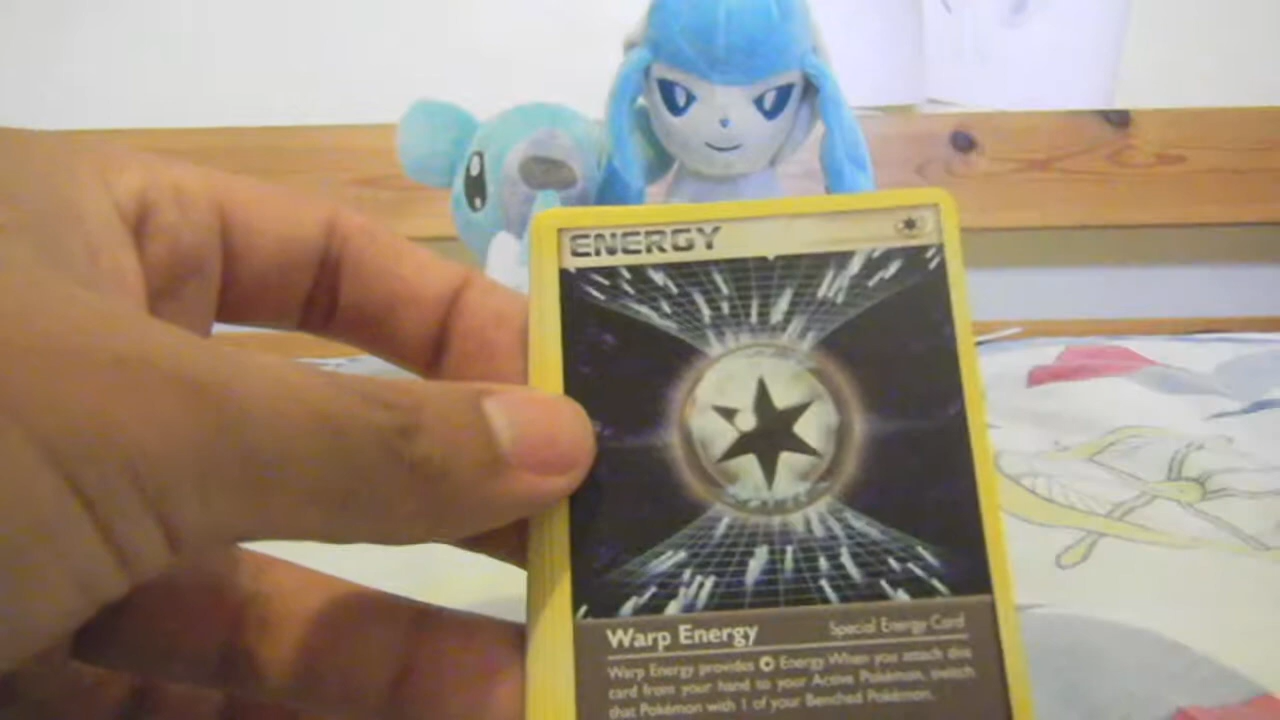 ENERGY
Warp Energy Special Energy Card
Warp Energy provides Energy. When you attach this
card from your hand to your Active Pokémon, switch
that Pokémon with 1 of your Benched Pokémon.